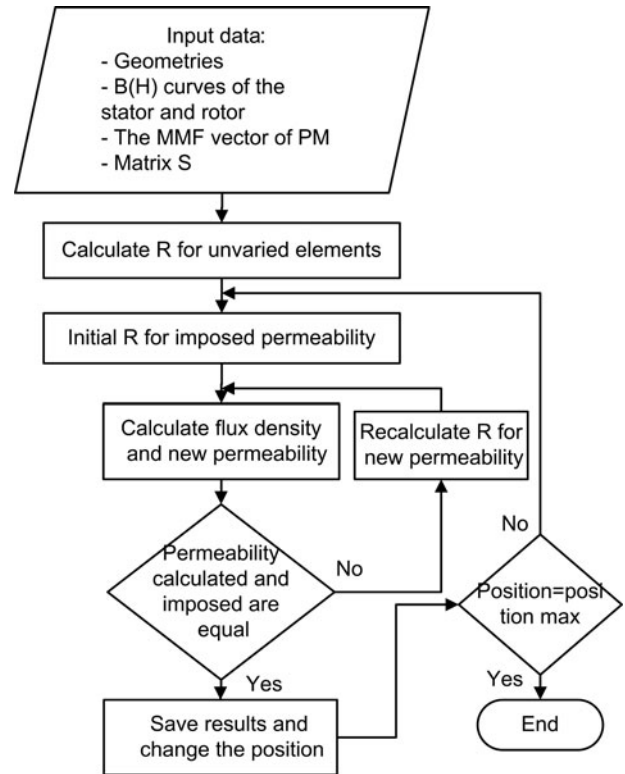 Input data:
- Geometries
- B(H) curves of the
stator and rotor
- The MMF vector of PM
- Matrix S
Calculate R for unvaried elements
Initial R for imposed permeability
Calculate flux density
and new permeability
Recalculate R for
new permeability
Permeability
calculated and
imposed are
equal
No
Yes
Save results and
change the position
No
Position=posi
tion max
Yes
End